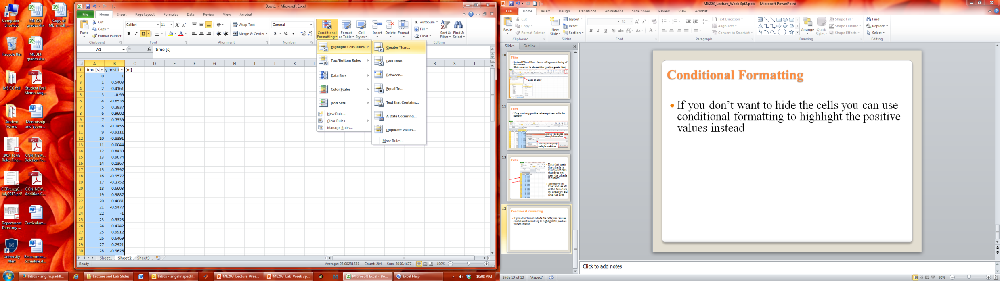 Computer - Shortcut
ME 303 grades.xlsx
Copy of ME_enroll_...
Recycle Bin
ME 314 grades.xlsx
ME CC fall
Student Eval Memo Aug...
Student Forms
Mentorship and Spons...
2014 FSAE Rules Fina...
CCN_NEW... Deletion Fo...
CCPrereqC... July2013.pdf
CCN_NEW... Addition C...
Department Directory ...
Curriculum...
University Alert
Recommen... Schedule.d...
Book1 - Microsoft Excel
File Home Insert Page Layout Formulas Data Review View Acrobat
Paste
Cut
Copy
Format Painter
Clipboard
Calibri 11
B I U
Font
Wrap Text
Merge & Center
Alignment
General
$ % ,
Number
Conditional Formatting
Format as Table
Cell Styles
Insert
Delete
Format
AutoSum
Fill
Clear
Sort & Filter
Find & Select
Editing
A1 fx time [s]
Highlight Cells Rules
Top/Bottom Rules
Data Bars
Color Scales
Icon Sets
New Rule...
Clear Rules
Manage Rules...
Greater Than...
Less Than...
Between...
Equal To...
Text that Contains...
A Date Occurring...
Duplicate Values...
More Rules...
A B C D E F G H I J K L R S T
1 time [s y positi [m]
2 0 1
3 1 0.5403
4 2 -0.4161
5 3 -0.99
6 4 -0.6536
7 5 0.2837
8 6 0.9602
9 7 0.7539
10 8 -0.1455
11 9 -0.9111
12 10 -0.8391
13 11 0.0044
14 12 0.8439
15 13 0.9074
16 14 0.1367
17 15 -0.7597
18 16 -0.9577
19 17 -0.2752
20 18 0.6603
21 19 0.9887
22 20 0.4081
23 21 -0.5477
24 22 -1
25 23 -0.5328
26 24 0.4242
27 25 0.9912
28 26 0.6469
29 27 -0.2921
30 28 -0.9626
Sheet1 Sheet2 Sheet3
Ready
Average: 25.00231535 Count: 204 Sum: 5050.4677 100%
Inbox - ang.m.padill...
Lecture and Lab Slides
Inbox - angelinapadil...
ME203_Lecture_Wee...
ME203_Lab_Week 3p...
Microsoft Excel - Bo...
Excel Help
10:08 AM
ME203_Lecture_Week 3pt2.pptx - Microsoft PowerPoint
File Home Insert Design Transitions Animations Slide Show Review View Acrobat
Paste
Cut
Copy
Format Painter
Clipboard
New Slide
Layout
Reset
Section
Slides
32
B I U S abc AV Aa A
Font
Text Direction
Align Text
Convert to SmartArt
Paragraph
Arrange
Quick Styles
Shape Fill
Shape Outline
Shape Effects
Drawing
Find
Replace
Select
Editing
Slides Outline
10
Filter
Sort and Filter>Filter - Arrow will appear at the top of the column
Click on arrow to choose filter type (i.e. greater than)
Click on arrow
11
Filter
If we want only positive values – put zero in for the number
Allows you to scroll through data values
Allows you to specify multiple conditions
12
Filter
Data that meets the criteria is visible and data that does not meet the criteria is hidden
To remove the filter and see all of the data click on the arrow and clear the filter
13
Conditional Formatting
If you don't want to hide the cells you can use conditional formatting to highlight the positive values instead
Conditional Formatting
If you don't want to hide the cells you can use
conditional formatting to highlight the positive
values instead
Click to add notes
Slide 13 of 13 "Aspect" 90%